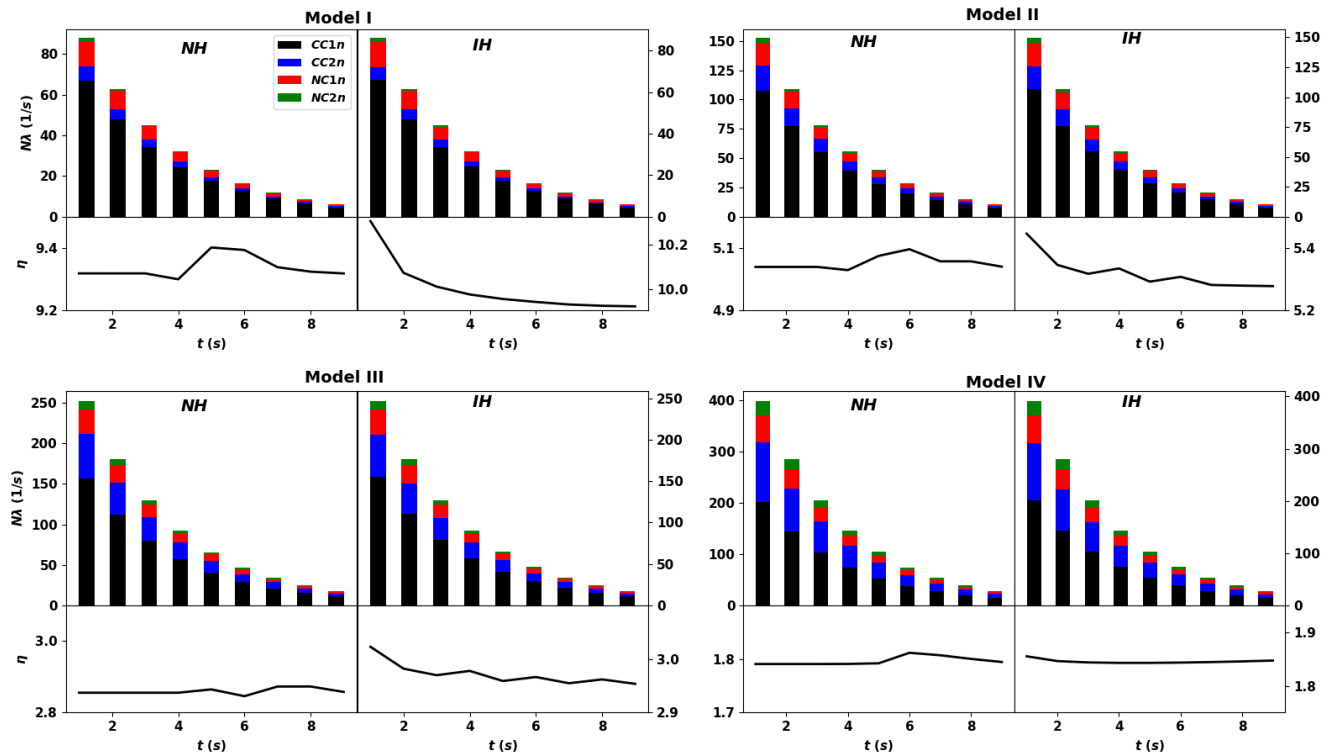 Model I
NH
IH
CC1n
CC2n
NC1n
NC2n
Nλ (1/s)
80
60
40
20
0
80
60
40
20
0
η
9.4
9.2
10.2
10.0
2 4 6 8
2 4 6 8
t (s)
t (s)
Model II
NH
IH
150
125
100
75
50
25
0
150
125
100
75
50
25
0
5.1
4.9
5.4
5.2
2 4 6 8
2 4 6 8
t (s)
t (s)
Model III
NH
IH
Nλ (1/s)
250
200
150
100
50
0
250
200
150
100
50
0
η
3.0
2.8
3.0
2.9
2 4 6 8
2 4 6 8
t (s)
t (s)
Model IV
NH
IH
400
300
200
100
0
400
300
200
100
0
1.8
1.7
1.9
1.8
2 4 6 8
2 4 6 8
t (s)
t (s)